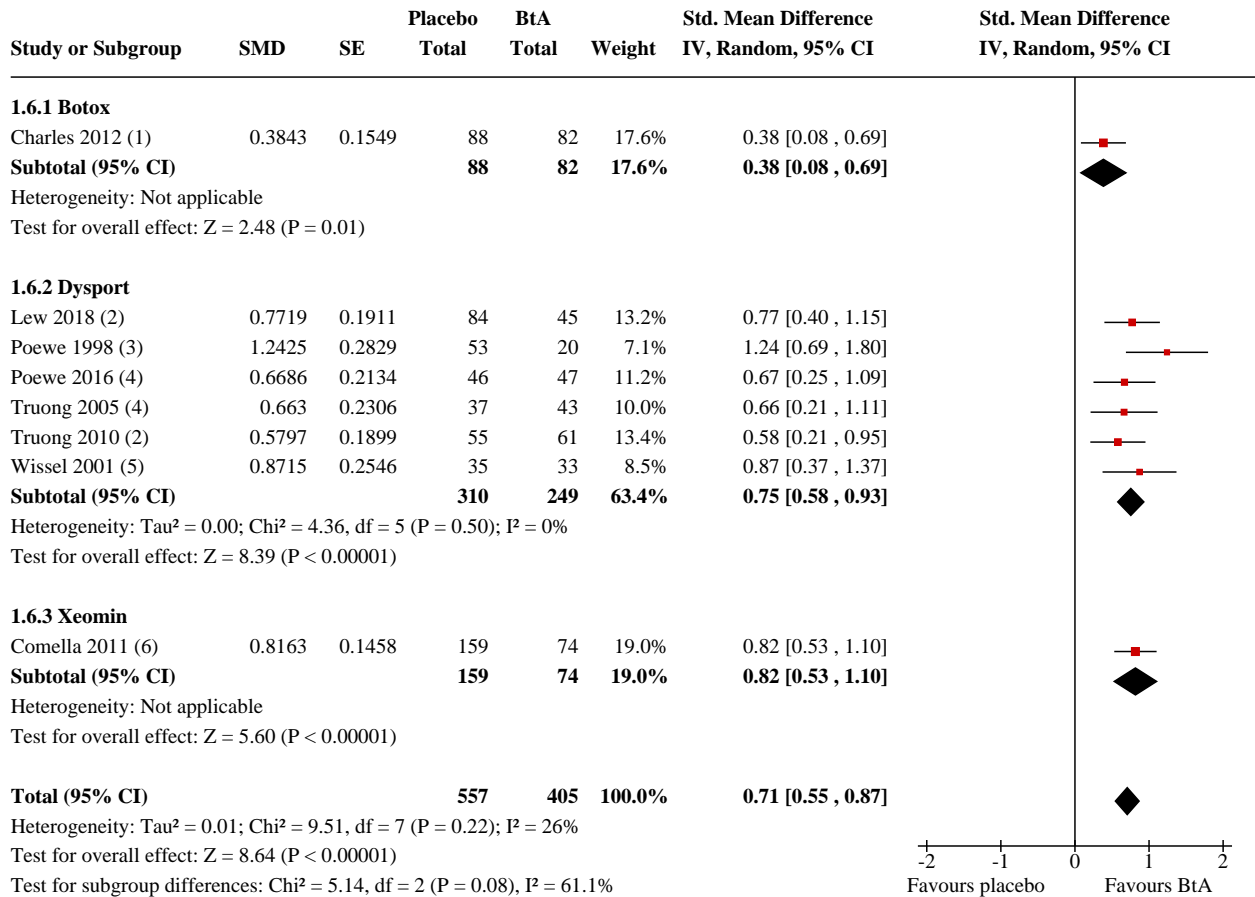 Placebo BtA Std. Mean Difference Std. Mean Difference
Study or Subgroup SMD SE Total Total Weight IV, Random, 95% CI IV, Random, 95% CI
1.6.1 Botox
Charles 2012 (1) 0.3843 0.1549 88 82 17.6% 0.38 [0.08 , 0.69]
Subtotal (95% CI) 88 82 17.6% 0.38 [0.08 , 0.69]
Heterogeneity: Not applicable
Test for overall effect: Z = 2.48 (P = 0.01)
1.6.2 Dysport
Lew 2018 (2) 0.7719 0.1911 84 45 13.2% 0.77 [0.40 , 1.15]
Poewe 1998 (3) 1.2425 0.2829 53 20 7.1% 1.24 [0.69 , 1.80]
Poewe 2016 (4) 0.6686 0.2134 46 47 11.2% 0.67 [0.25 , 1.09]
Truong 2005 (4) 0.663 0.2306 37 43 10.0% 0.66 [0.21 , 1.11]
Truong 2010 (2) 0.5797 0.1899 55 61 13.4% 0.58 [0.21 , 0.95]
Wissel 2001 (5) 0.8715 0.2546 35 33 8.5% 0.87 [0.37 , 1.37]
Subtotal (95% CI) 310 249 63.4% 0.75 [0.58 , 0.93]
Heterogeneity: Tau² = 0.00; Chi² = 4.36, df = 5 (P = 0.50); I² = 0%
Test for overall effect: Z = 8.39 (P < 0.00001)
1.6.3 Xeomin
Comella 2011 (6) 0.8163 0.1458 159 74 19.0% 0.82 [0.53 , 1.10]
Subtotal (95% CI) 159 74 19.0% 0.82 [0.53 , 1.10]
Heterogeneity: Not applicable
Test for overall effect: Z = 5.60 (P < 0.00001)
Total (95% CI) 557 405 100.0% 0.71 [0.55 , 0.87]
Heterogeneity: Tau² = 0.01; Chi² = 9.51, df = 7 (P = 0.22); I² = 26%
Test for overall effect: Z = 8.64 (P < 0.00001)
-2 -1 0 1 2
Test for subgroup differences: Chi² = 5.14, df = 2 (P = 0.08), I² = 61.1% Favours placebo Favours BtA